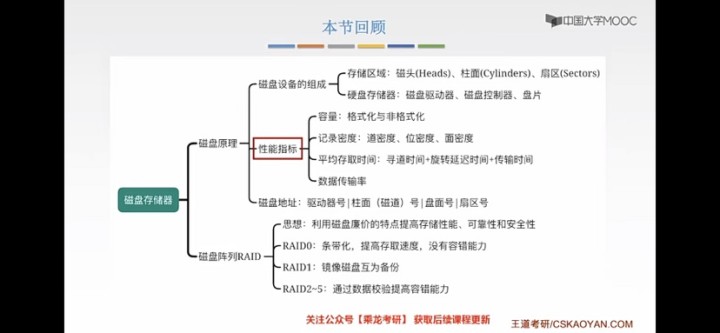 本节回顾
中国大学MOOC
磁盘存储器
磁盘原理
磁盘设备的组成
存储区域：磁头(Heads)、柱面(Cylinders)、扇区(Sectors)
硬盘存储器：磁盘驱动器、磁盘控制器、盘片
性能指标
容量：格式化与非格式化
记录密度：道密度、位密度、面密度
平均存取时间：寻道时间+旋转延迟时间+传输时间
数据传输率
磁盘地址：驱动器号|柱面（磁道）号|盘面号|扇区号
磁盘阵列RAID
思想：利用磁盘廉价的特点提高存储性能、可靠性和安全性
RAID0：条带化，提高存取速度，没有容错能力
RAID1：镜像磁盘互为备份
RAID2~5：通过数据校验提高容错能力
关注公众号【乘龙考研】 获取后续课程更新
王道考研/CSKAOYAN.COM